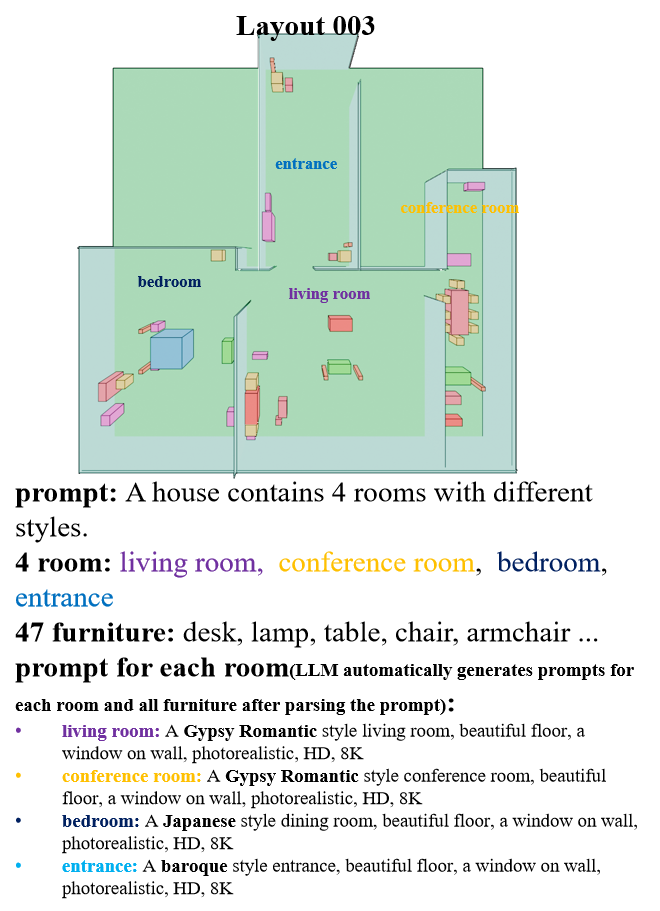 Layout 003
entrance
conference room
bedroom
living room
prompt: A house contains 4 rooms with different
styles.
4 room: living room, conference room, bedroom,
entrance
47 furniture: desk, lamp, table, chair, armchair ...
prompt for each room(LLM automatically generates prompts for
each room and all furniture after parsing the prompt):
• living room: A Gypsy Romantic style living room, beautiful floor, a
window on wall, photorealistic, HD, 8K
• conference room: A Gypsy Romantic style conference room, beautiful
floor, a window on wall, photorealistic, HD, 8K
• bedroom: A Japanese style dining room, beautiful floor, a window on wall,
photorealistic, HD, 8K
• entrance: A baroque style entrance, beautiful floor, a window on wall,
photorealistic, HD, 8K